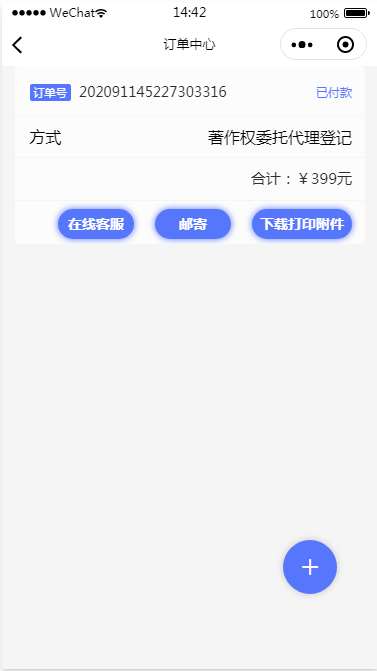 WeChat 14:42 100%
订单中心
订单号 202091145227303316 已付款
方式 著作权委托代理登记
合计：￥399元
在线客服 邮寄 下载打印附件